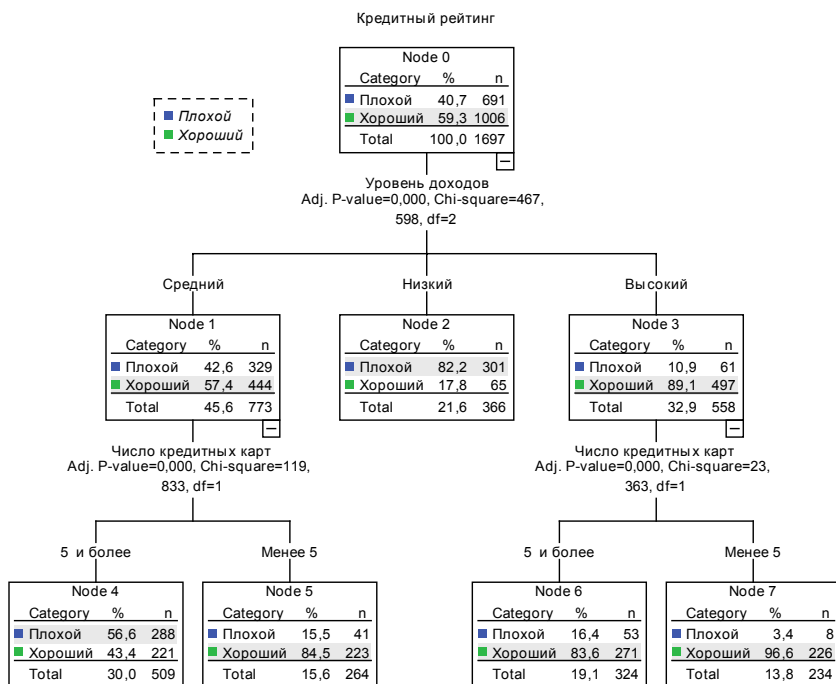 Кредитный рейтинг
Плохой
Хороший
Node 0
Category % n
Плохой 40,7 691
Хороший 59,3 1006
Total 100,0 1697
Уровень доходов
Adj. P-value=0,000, Chi-square=467,
598, df=2
Средний
Низкий
Высокий
Node 1
Category % n
Плохой 42,6 329
Хороший 57,4 444
Total 45,6 773
Node 2
Category % n
Плохой 82,2 301
Хороший 17,8 65
Total 21,6 366
Node 3
Category % n
Плохой 10,9 61
Хороший 89,1 497
Total 32,9 558
Число кредитных карт
Adj. P-value=0,000, Chi-square=119,
833, df=1
Число кредитных карт
Adj. P-value=0,000, Chi-square=23,
363, df=1
5 и более
Менее 5
5 и более
Менее 5
Node 4
Category % n
Плохой 56,6 288
Хороший 43,4 221
Total 30,0 509
Node 5
Category % n
Плохой 15,5 41
Хороший 84,5 223
Total 15,6 264
Node 6
Category % n
Плохой 16,4 53
Хороший 83,6 271
Total 19,1 324
Node 7
Category % n
Плохой 3,4 8
Хороший 96,6 226
Total 13,8 234